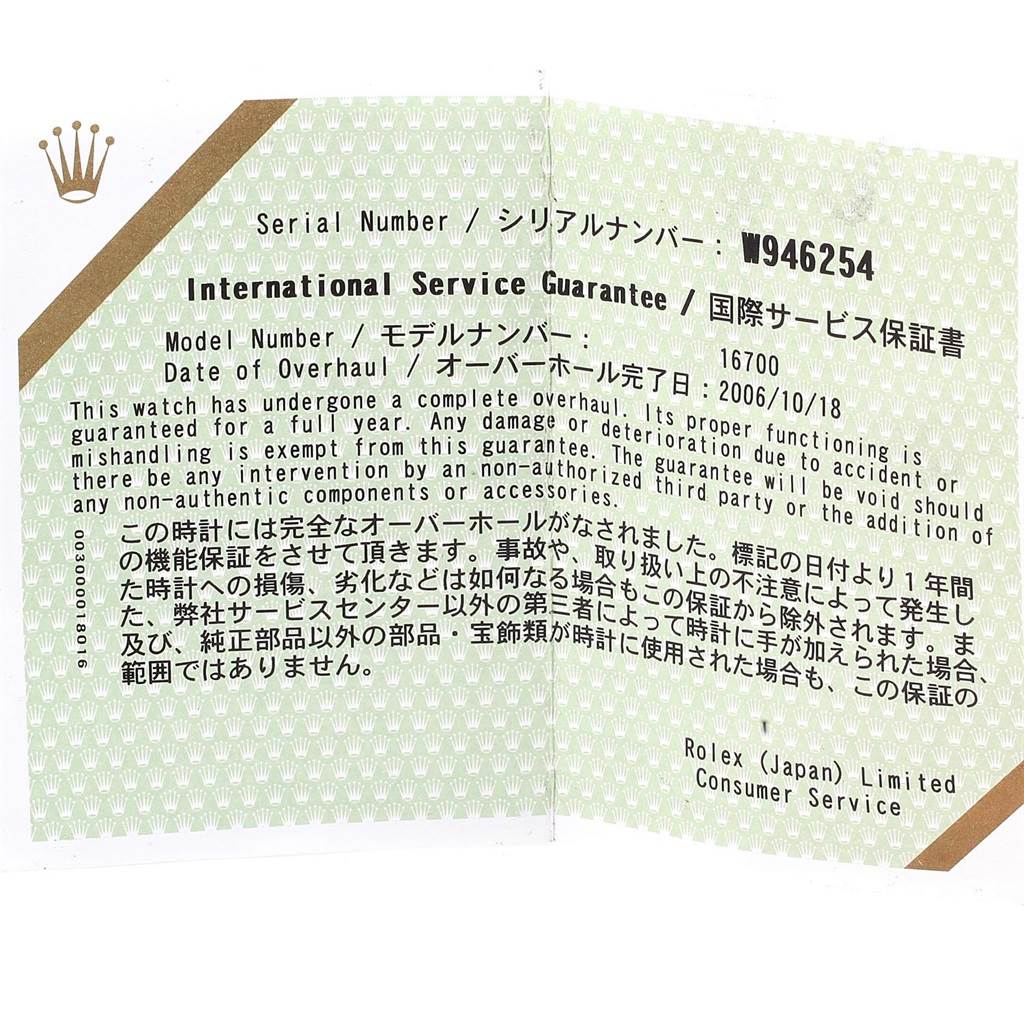 Serial Number / シリアルナンバー : W946254
International Service Guarantee / 国際サービス保証書
Model Number / モデルナンバー : 16700
Date of Overhaul / オーバーホール完了日 : 2006/10/18
This watch has undergone a complete overhaul. Its proper functioning is
guaranteed for a full year. Any damage or deterioration due to accident or
mishandling is exempt from this guarantee. The guarantee will be void should
there be any intervention by an non-authorized third party or the addition of
any non-authentic components or accessories.
この時計には完全なオーバーホールがなされました。標記の日付より1年間
の機能保証をさせて頂きます。事故や、取り扱い上の不注意によって発生し
た時計への損傷、劣化などは如何なる場合もこの保証から除外されます。ま
た、弊社サービスセンター以外の第三者によって時計に手が加えられた場合、
及び、純正部品以外の部品・宝飾類が時計に使用された場合も、この保証の
範囲ではありません。
0030000018016
Rolex (Japan) Limited
Consumer Service